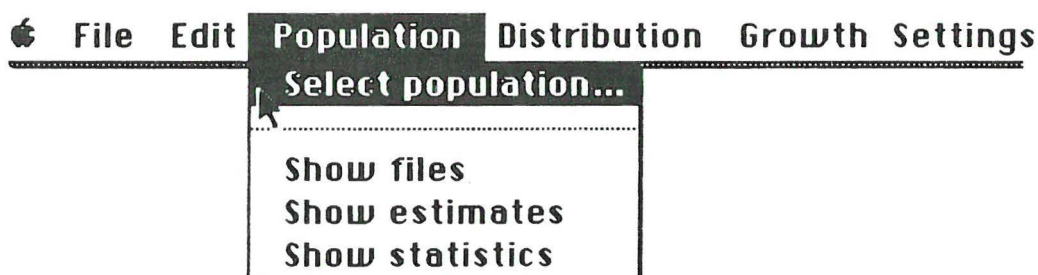 File Edit Population Distribution Growth Settings
Select population...
Show files
Show estimates
Show statistics